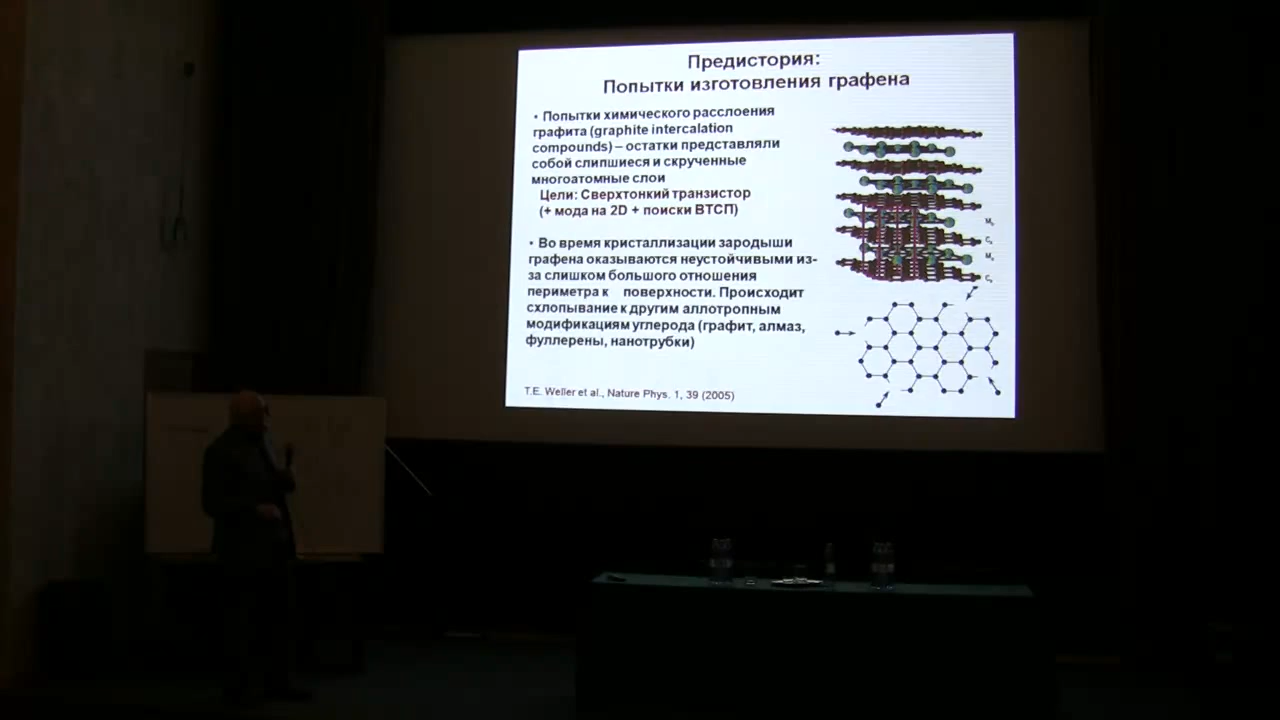 Предистория:
Попытки изготовления графена
• Попытки химического расслоения
графита (graphite intercalation
compounds) – остатки представляли
собой слипшиеся и скрученные
многоатомные слои
Цели: Сверхтонкий транзистор
(+ мода на 2D + поиски ВТСП)
• Во время кристаллизации зародыши
графена оказываются неустойчивыми из-
за слишком большого отношения
периметра к поверхности. Происходит
схлопывание к другим аллотропным
модификациям углерода (графит, алмаз,
фуллерены, нанотрубки)
T.E. Weller et al., Nature Phys. 1, 39 (2005)